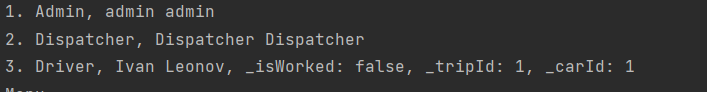 1. Admin, admin admin
2. Dispatcher, Dispatcher Dispatcher
3. Driver, Ivan Leonov, _isWorked: false, _tripId: 1, _carId: 1